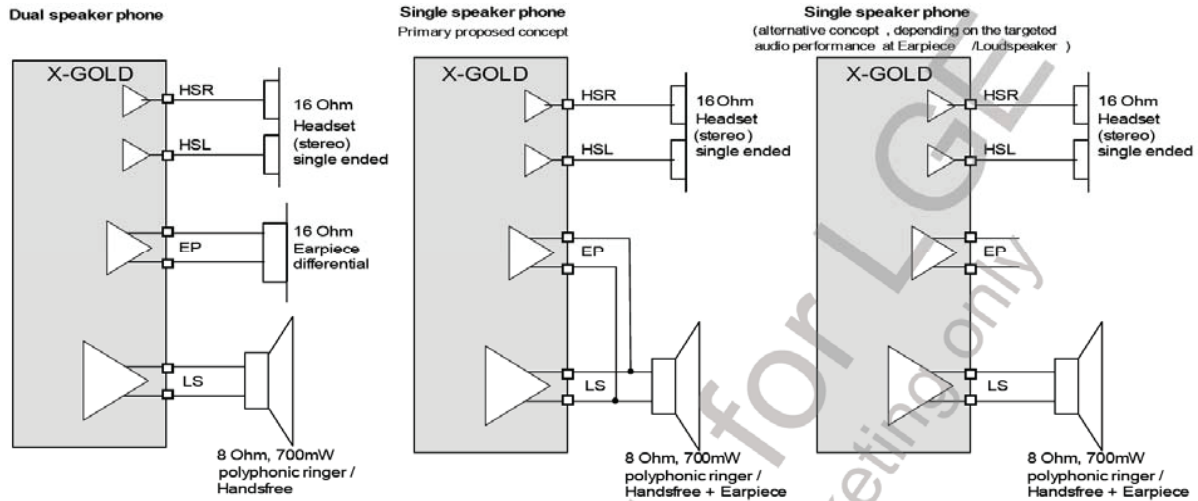 Dual speaker phone
X-GOLD
HSR
HSL
16 Ohm
Headset
(stereo)
single ended
EP
16 Ohm
Earpiece
differential
LS
8 Ohm, 700mW
polyphonic ringer /
Handsfree
Single speaker phone
Primary proposed concept
X-GOLD
HSR
HSL
16 Ohm
Headset
(stereo )
single ended
EP
LS
8 Ohm, 700mW
polyphonic ringer /
Handsfree + Earpiece
Single speaker phone
(alternative concept , depending on the targeted
audio performance at Earpiece /Loudspeaker )
X-GOLD
HSR
HSL
16 Ohm
Headset
(stereo )
single ended
EP
LS
8 Ohm, 700mW
polyphonic ringer /
Handsfree + Earpiece
for LGE
only